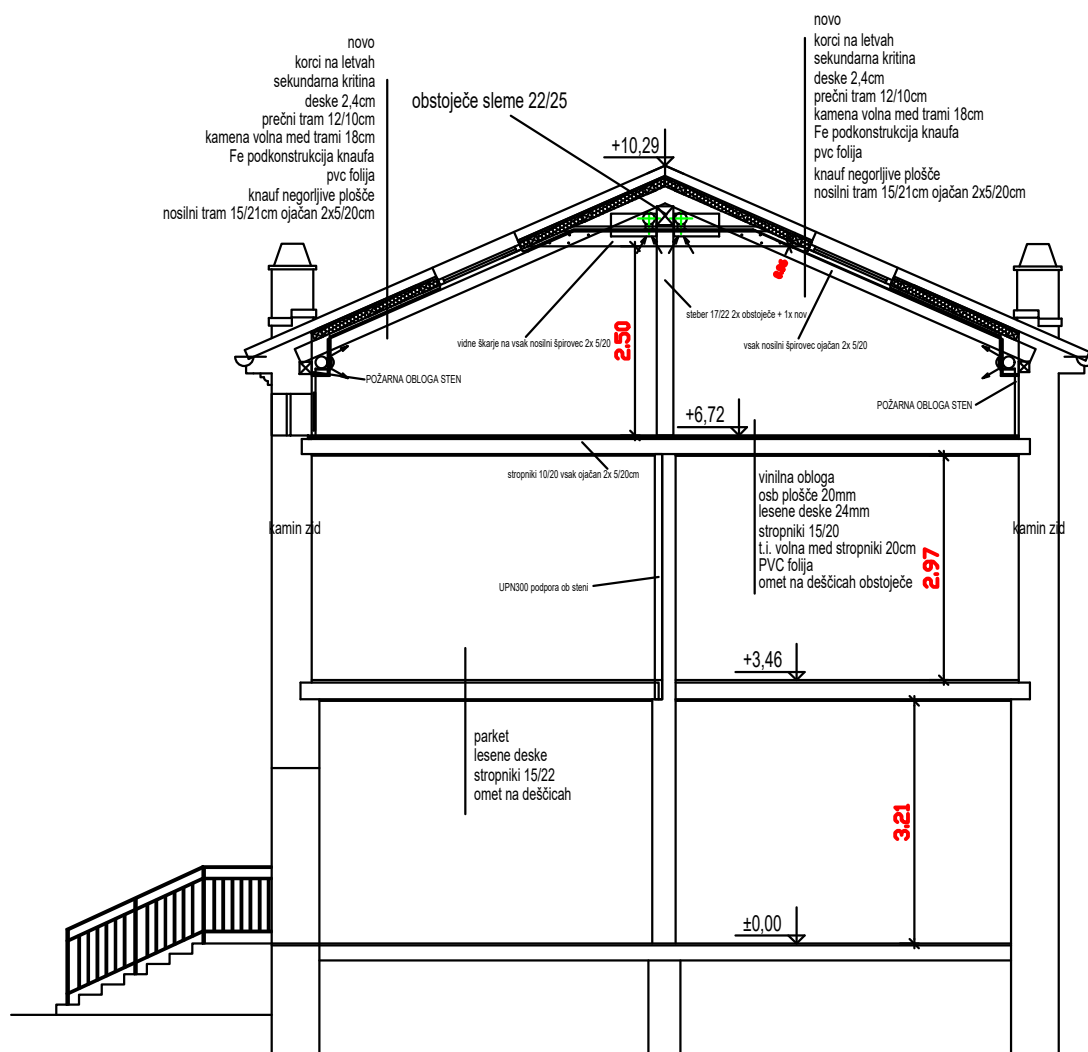 novo
korci na letvah
sekundarna kritina
deske 2,4cm
prečni tram 12/10cm
kamena volna med trami 18cm
Fe podkonstrukcija knaufa
pvc folija
knauf negorljive plošče
nosilni tram 15/21cm ojačan 2x5/20cm
obstoječe sleme 22/25
novo
korci na letvah
sekundarna kritina
deske 2,4cm
prečni tram 12/10cm
kamena volna med trami 18cm
Fe podkonstrukcija knaufa
pvc folija
knauf negorljive plošče
nosilni tram 15/21cm ojačan 2x5/20cm
+10,29
steber 17/22 2x obstoječe + 1x nov
vidne škarje na vsak nosilni špirovec 2x 5/20
2.50
vsak nosilni špirovec ojačan 2x 5/20
POŽARNA OBLOGA STEN
POŽARNA OBLOGA STEN
+6,72
stropniki 10/20 vsak ojačan 2x 5/20cm
vinilna obloga
osb plošče 20mm
lesene deske 24mm
stropniki 15/20
t.i. volna med stropniki 20cm
PVC folija
omet na deščicah obstoječe
kamin zid
kamin zid
2.97
UPN300 podpora ob steni
+3,46
parket
lesene deske
stropniki 15/22
omet na deščicah
3.21
±0,00